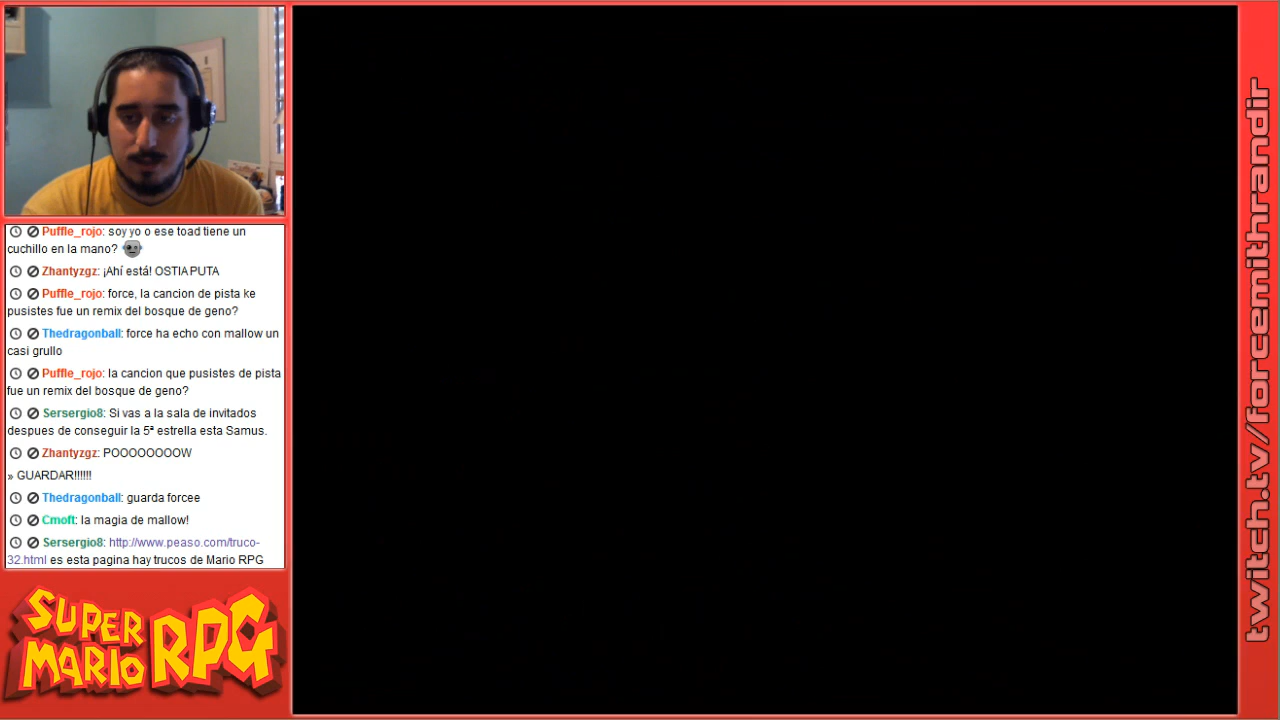 Puffle_rojo: soy yo o ese toad tiene un
cuchillo en la mano?
Zhantyzgz: ¡Ahí está! OSTIA PUTA
Puffle_rojo: force, la cancion de pista ke
pusistes fue un remix del bosque de geno?
Thedragonball: force ha echo con mallow un
casi grullo
Puffle_rojo: la cancion que pusistes de pista
fue un remix del bosque de geno?
Sersergio8: Si vas a la sala de invitados
despues de conseguir la 5ª estrella esta Samus.
Zhantyzgz: POOOOOOOOW
» GUARDAR!!!!!!
Thedragonball: guarda forcee
Cmoft: la magia de mallow!
Sersergio8: http://www.peaso.com/truco-
32.html es esta pagina hay trucos de Mario RPG
SUPER
MARIO RPG
twitch.tv/forcemithrandir